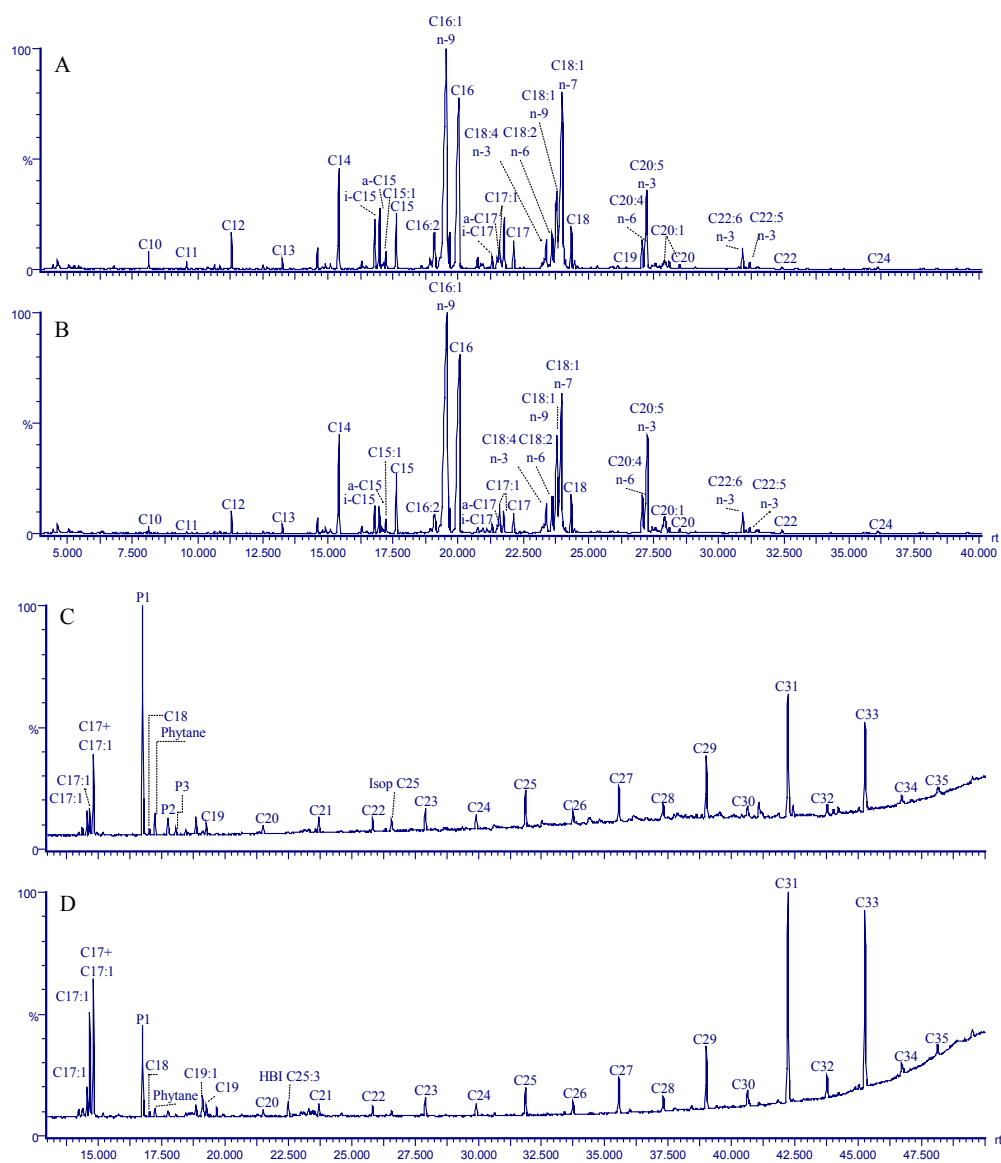 A
100
%
0
C10
C11
C12
C13
C14
i-C15
a-C15
C15:1
C15
C16:2
C16:1
n-9
C16
a-C17
i-C17
C17:1
C17
C18:4
n-3
C18:2
n-6
C18:1
n-9
C18:1
n-7
C18
C19
C20:4
n-6
C20:5
n-3
C20:1
C20
C22:6
n-3
C22:5
n-3
C22
C24
B
100
%
0
C10
C11
C12
C13
C14
i-C15
a-C15
C15:1
C15
C16:2
C16:1
n-9
C16
a-C17
i-C17
C17:1
C17
C18:4
n-3
C18:2
n-6
C18:1
n-9
C18:1
n-7
C18
C20:4
n-6
C20:5
n-3
C20:1
C20
C22:6
n-3
C22:5
n-3
C22
C24
5.000 7.500 10.000 12.500 15.000 17.500 20.000 22.500 25.000 27.500 30.000 32.500 35.000 37.500 40.000
rt
C
100
%
0
C17:1
C17:1
C17+
C17:1
P1
C18
Phytane
P2
P3
C19
C20
C21
C22
Isop C25
C23
C24
C25
C26
C27
C28
C29
C30
C31
C32
C33
C34
C35
D
100
%
0
C17:1
C17:1
C17+
C17:1
P1
C18
Phytane
C19:1
C19
C20
HBI C25:3
C21
C22
C23
C24
C25
C26
C27
C28
C29
C30
C31
C32
C33
C34
C35
15.000 17.500 20.000 22.500 25.000 27.500 30.000 32.500 35.000 37.500 40.000 42.500 45.000 47.500
rt